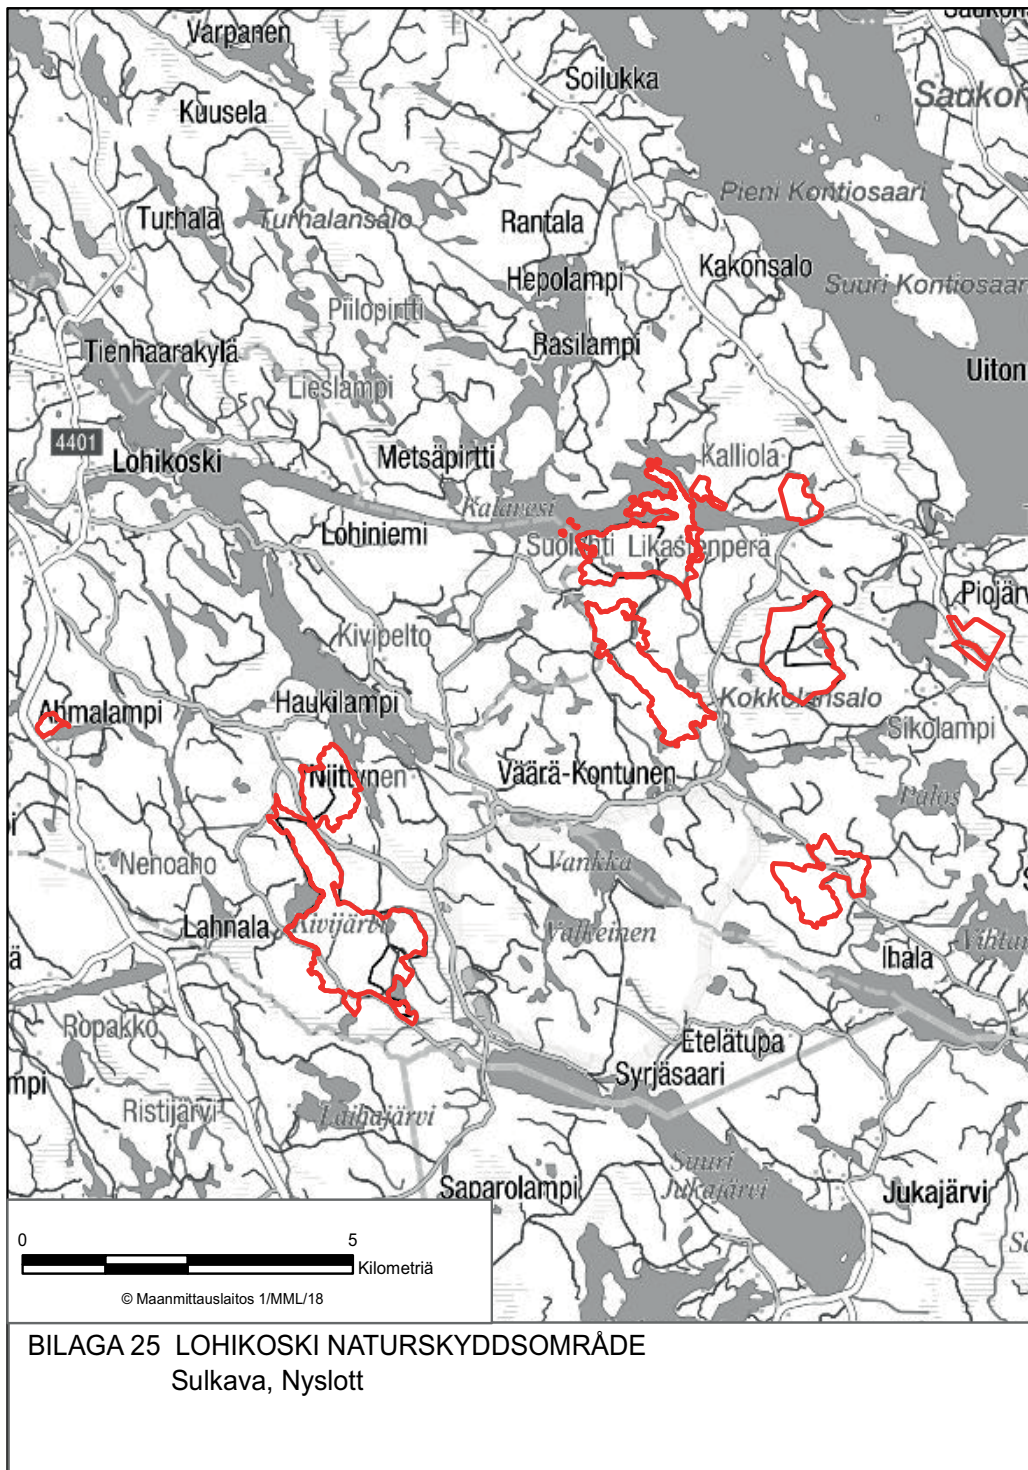 Varpanen
Soilukka
Kuusela
Pieni Kontiosaari
Turhala
Turhalansalo
Rantala
Kakonsalo
Hepolampi
Suuri Kontiosaari
Piilopirtti
Rasilampi
Tienhaarakylä
Uiton
Lieslampi
4401
Lohikoski
Metsäpirtti
Kalliola
Katavesi
Lohiniemi
Suolahti
Likastenperä
Piojärv
Kivipelto
Haukilampi
Kokkolansalo
Ahmalampi
Sikolampi
Niittynen
Väärä-Kontunen
Palos
Nenoaho
Vankka
Lahnala
Kivijärvi
Valkeinen
Ihala
Ropakko
Etelätupa
Syrjäsaari
Ristijärvi
Laihajärvi
Suuri
Jukajärvi
Saparolampi
Jukajärvi
0 5
Kilometriä
© Maanmittauslaitos 1/MML/18
BILAGA 25 LOHIKOSKI NATURSKYDDSOMRÅDE
Sulkava, Nyslott